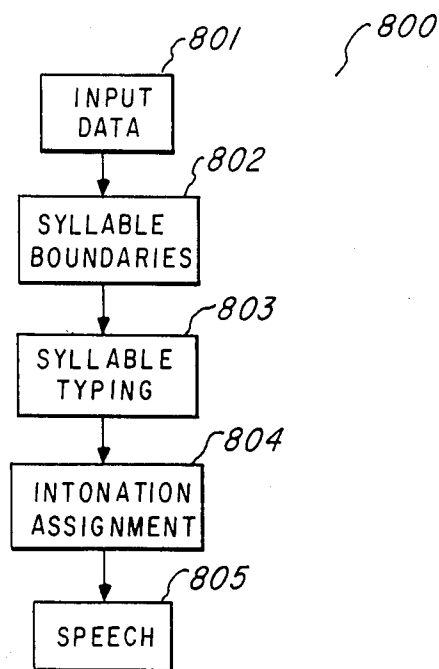 801
800
INPUT
DATA
802
SYLLABLE
BOUNDARIES
803
SYLLABLE
TYPING
804
INTONATION
ASSIGNMENT
805
SPEECH